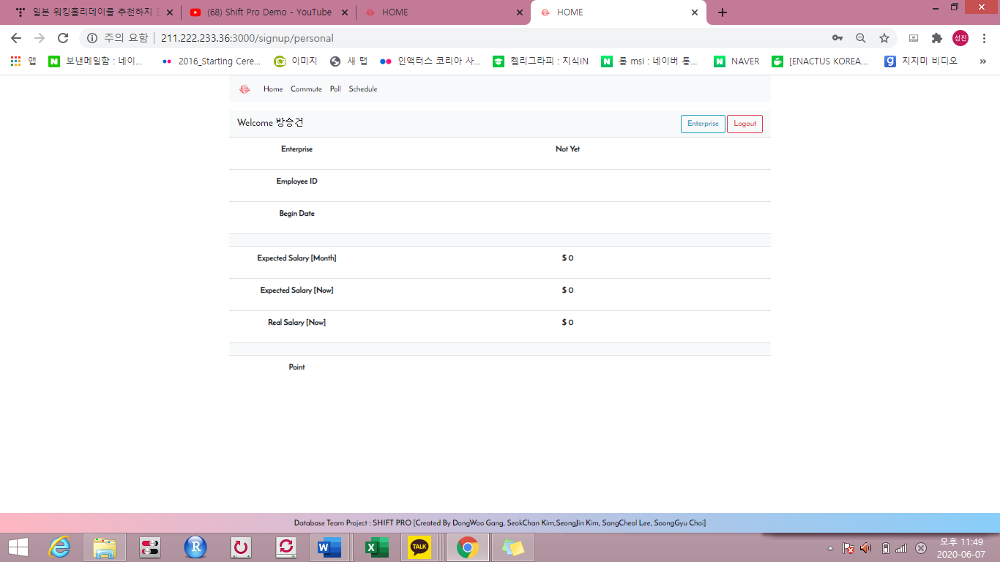 일본 워킹홀리데이를 추천하지
(68) Shift Pro Demo - YouTube
HOME
HOME
주의 요함
211.222.233.36:3000/signup/personal
성진
앱
보낸메일함 : 네이...
2016_Starting Cere...
이미지
새 탭
인액터스 코리아 사...
켈리그라피 : 지식iN
롤 msi : 네이버 통...
NAVER
[ENACTUS KOREA...
지지미 비디오
»
Home Commute Poll Schedule
Welcome 방승건
Enterprise Logout
Enterprise Not Yet
Employee ID
Begin Date
Expected Salary [Month] $ 0
Expected Salary [Now] $ 0
Real Salary [Now] $ 0
Point
Database Team Project : SHIFT PRO [Created By DongWoo Gang, SeokChan Kim,SeongJin Kim, SangCheol Lee, SoongGyu Choi]
TALK
오후 11:49
2020-06-07